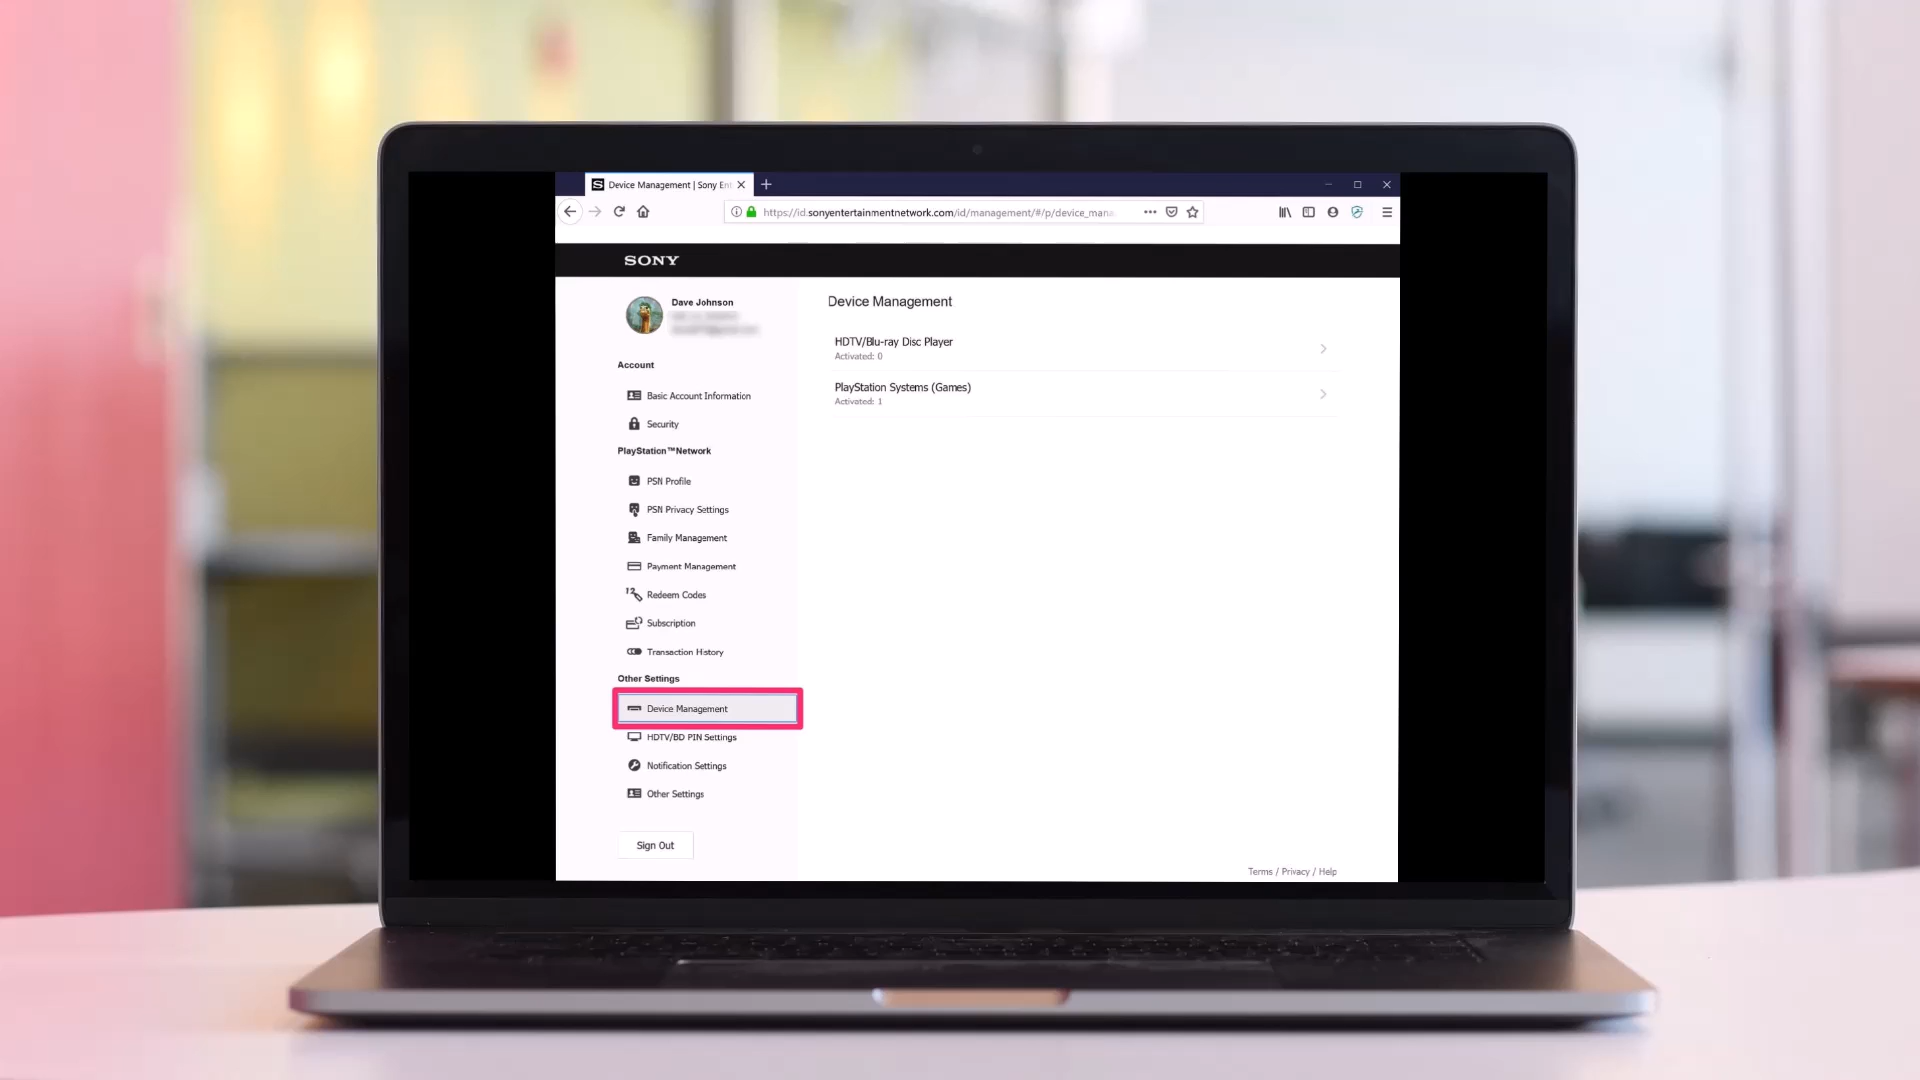 Device Management | Sony Ent
https://id.sonyentertainmentnetwork.com/id/management/#/p/device_mana
SONY
Dave Johnson
Account
Basic Account Information
Security
PlayStation™Network
PSN Profile
PSN Privacy Settings
Family Management
Payment Management
Redeem Codes
Subscription
Transaction History
Other Settings
Device Management
HDTV/BD PIN Settings
Notification Settings
Other Settings
Sign Out
Device Management
HDTV/Blu-ray Disc Player
Activated: 0
PlayStation Systems (Games)
Activated: 1
Terms / Privacy / Help